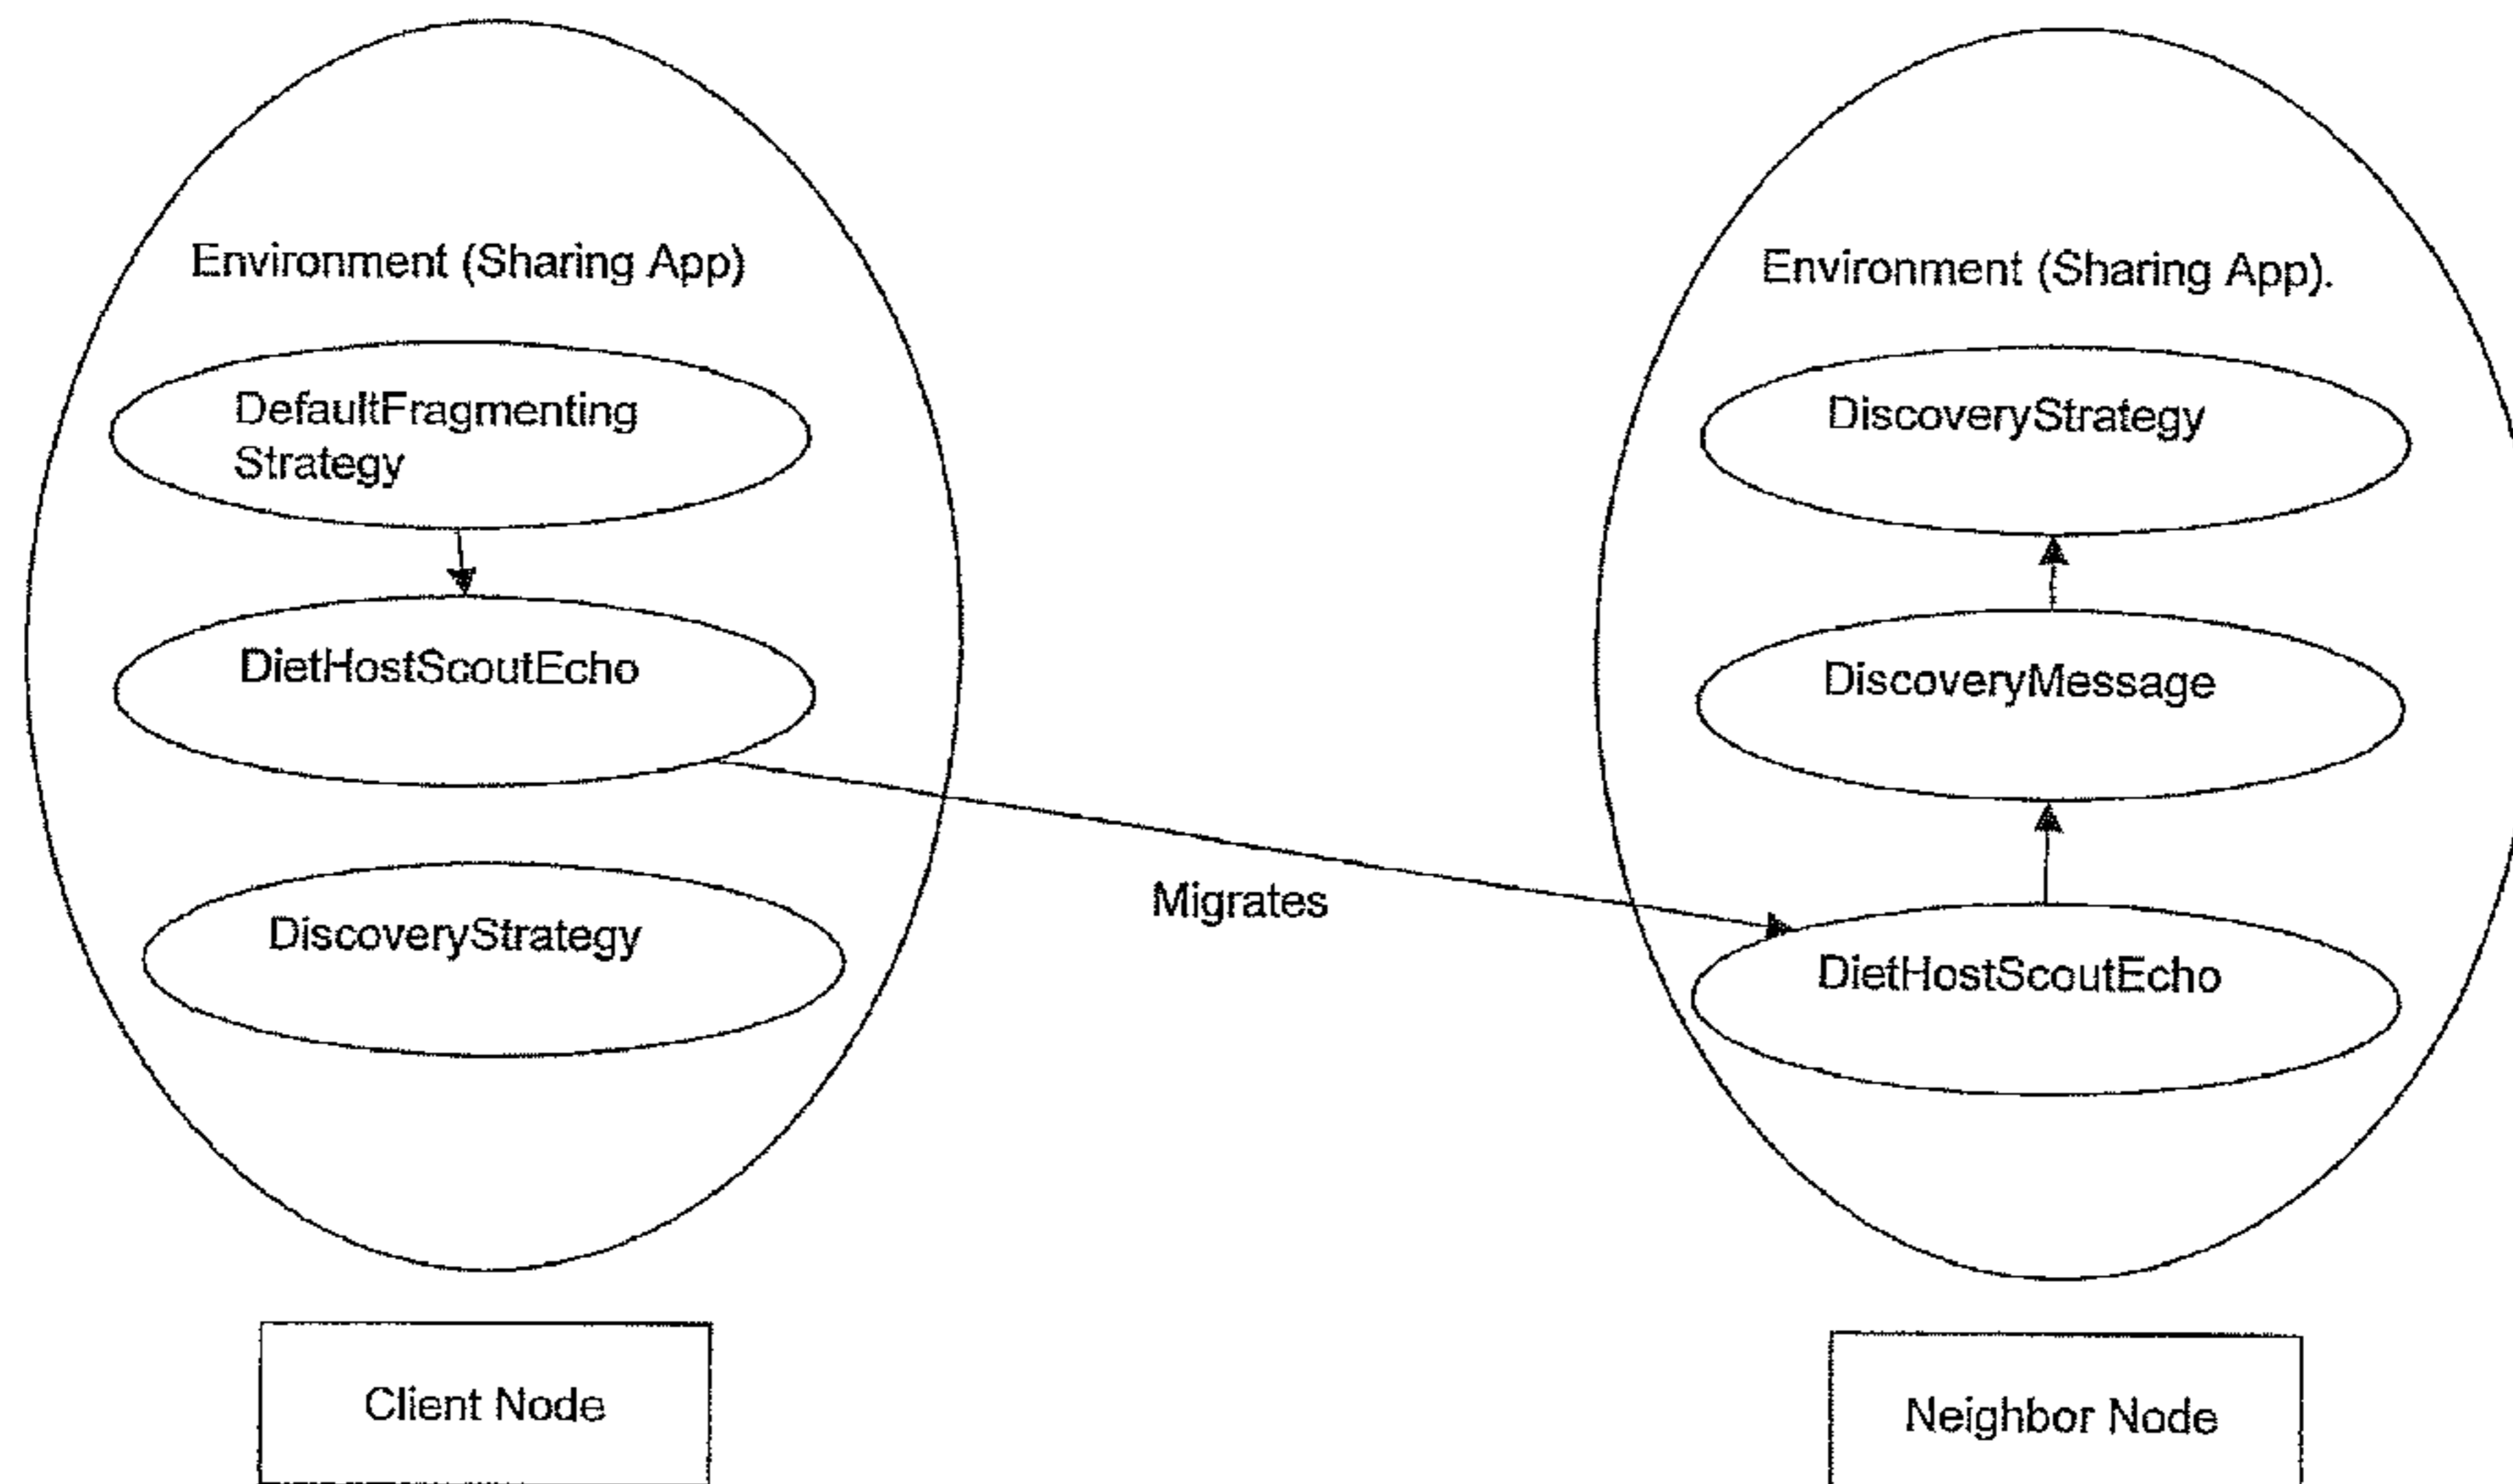 Environment (Sharing App)
DefaultFragmenting
Strategy
DietHostScoutEcho
DiscoveryStrategy
Client Node
Migrates
Environment (Sharing App).
DiscoveryStrategy
DiscoveryMessage
DietHostScoutEcho
Neighbor Node